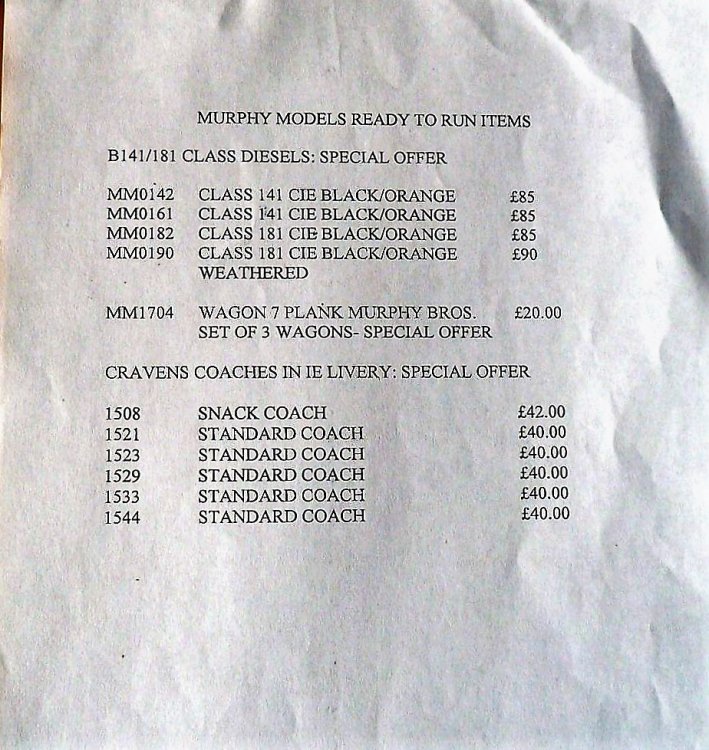 MURPHY MODELS READY TO RUN ITEMS
B141/181 CLASS DIESELS: SPECIAL OFFER
MM0142 CLASS 141 CIE BLACK/ORANGE £85
MM0161 CLASS 141 CIE BLACK/ORANGE £85
MM0182 CLASS 181 CIE BLACK/ORANGE £85
MM0190 CLASS 181 CIE BLACK/ORANGE £90
WEATHERED
MM1704 WAGON 7 PLANK MURPHY BROS. £20.00
SET OF 3 WAGONS- SPECIAL OFFER
CRAVENS COACHES IN IE LIVERY: SPECIAL OFFER
1508 SNACK COACH £42.00
1521 STANDARD COACH £40.00
1523 STANDARD COACH £40.00
1529 STANDARD COACH £40.00
1533 STANDARD COACH £40.00
1544 STANDARD COACH £40.00